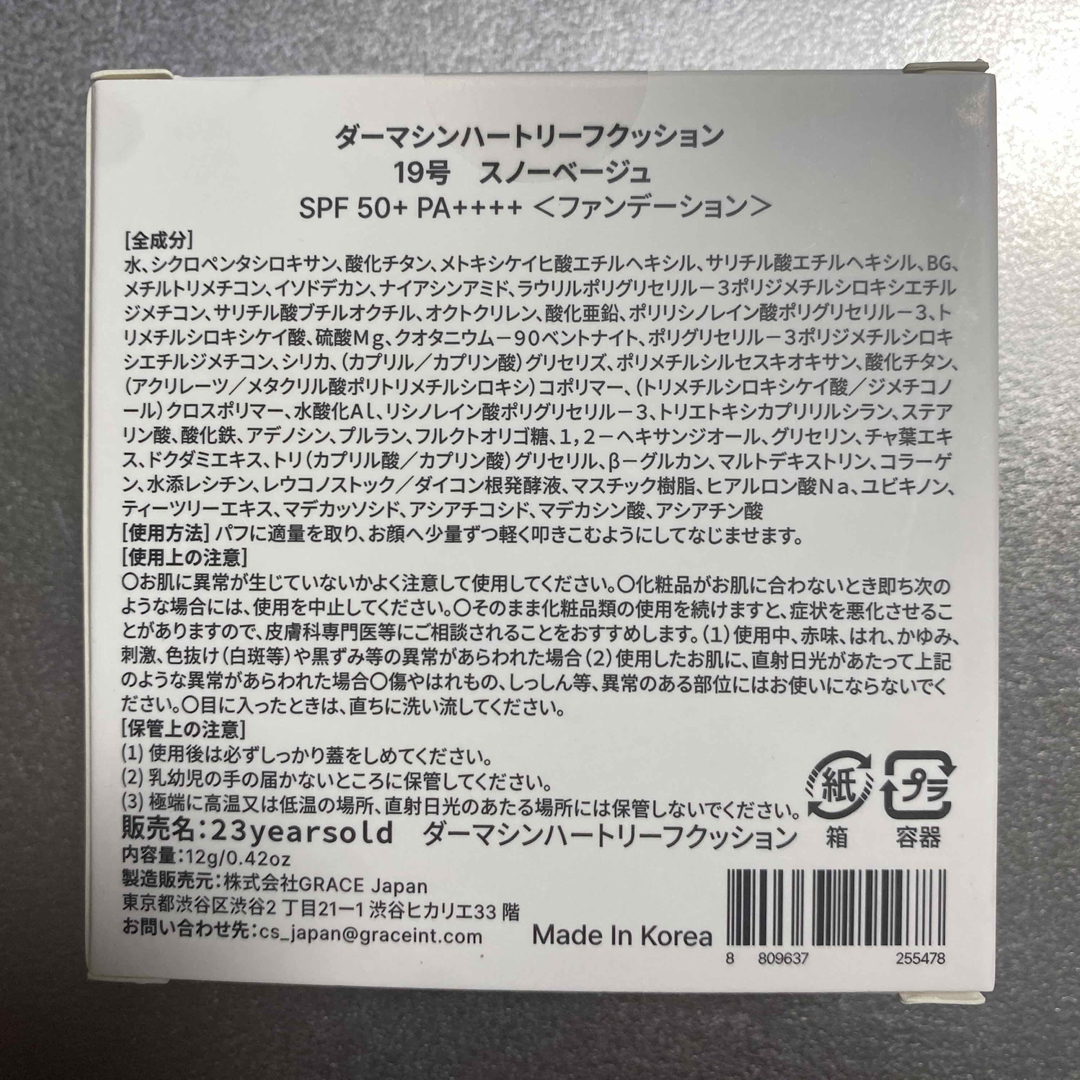 ダーマシンハートリーフクッション
19号　スノーベージュ
SPF 50+ PA++++ ＜ファンデーション＞
[全成分]
水、シクロペンタシロキサン、酸化チタン、メトキシケイヒ酸エチルヘキシル、サリチル酸エチルヘキシル、BG、
メチルトリメチコン、イソドデカン、ナイアシンアミド、ラウリルポリグリセリル－３ポリジメチルシロキシエチル
ジメチコン、サリチル酸ブチルオクチル、オクトクリレン、酸化亜鉛、ポリリシノレイン酸ポリグリセリル－３、ト
リメチルシロキシケイ酸、硫酸Ｍｇ、クオタニウム－９０ベントナイト、ポリグリセリル－３ポリジメチルシロキ
シエチルジメチコン、シリカ、（カプリル／カプリン酸）グリセリズ、ポリメチルシルセスキオキサン、酸化チタン、
（アクリレーツ／メタクリル酸ポリトリメチルシロキシ）コポリマー、（トリメチルシロキシケイ酸／ジメチコノ
ール）クロスポリマー、水酸化Ａｌ、リシノレイン酸ポリグリセリル－３、トリエトキシカプリリルシラン、ステア
リン酸、酸化鉄、アデノシン、プルラン、フルクトオリゴ糖、１，２－ヘキサンジオール、グリセリン、チャ葉エキ
ス、ドクダミエキス、トリ（カプリル酸／カプリン酸）グリセリル、β－グルカン、マルトデキストリン、コラーゲ
ン、水添レシチン、レウコノストック／ダイコン根発酵液、マスチック樹脂、ヒアルロン酸Ｎａ、ユビキノン、
ティーツリーエキス、マデカッソシド、アシアチコシド、マデカシン酸、アシアチン酸
[使用方法] パフに適量を取り、お顔へ少量ずつ軽く叩きこむようにしてなじませます。
[使用上の注意]
〇お肌に異常が生じていないかよく注意して使用してください。〇化粧品がお肌に合わないとき即ち次の
ような場合には、使用を中止してください。〇そのまま化粧品類の使用を続けますと、症状を悪化させるこ
とがありますので、皮膚科専門医等にご相談されることをおすすめします。（１）使用中、赤味、はれ、かゆみ、
刺激、色抜け（白斑等）や黒ずみ等の異常があらわれた場合（２）使用したお肌に、直射日光があたって上記
のような異常があらわれた場合〇傷やはれもの、しっしん等、異常のある部位にはお使いにならないでく
ださい。〇目に入ったときは、直ちに洗い流してください。
[保管上の注意]
(1) 使用後は必ずしっかり蓋をしめてください。
(2) 乳幼児の手の届かないところに保管してください。
(3) 極端に高温又は低温の場所、直射日光のあたる場所には保管しないでください。
紙 プラ
箱 容器
販売名：23yearsold　ダーマシンハートリーフクッション
内容量：12g/0.42oz
製造販売元：株式会社GRACE Japan
東京都渋谷区渋谷2 丁目21ー1 渋谷ヒカリエ33 階
お問い合わせ先：cs_japan@graceint.com
Made In Korea
8 809637 255478